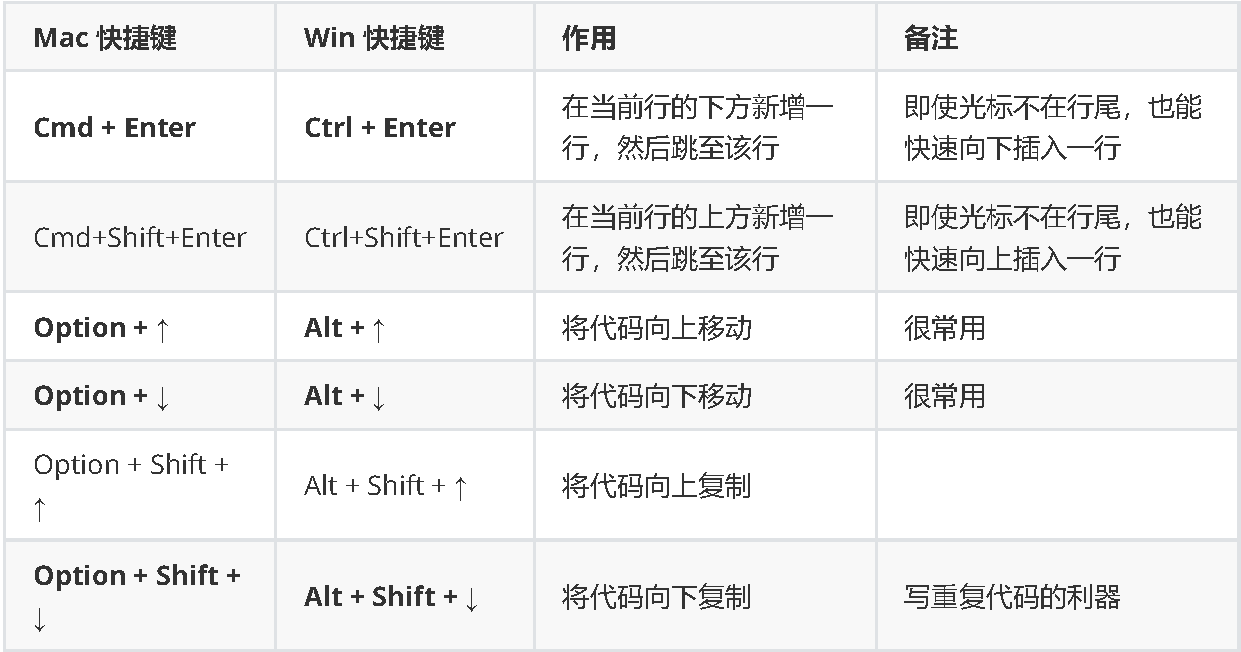 Mac 快捷键 Win 快捷键 作用 备注
Cmd + Enter Ctrl + Enter 在当前行的下方新增一
行，然后跳至该行 即使光标不在行尾，也能
快速向下插入一行
Cmd+Shift+Enter Ctrl+Shift+Enter 在当前行的上方新增一
行，然后跳至该行 即使光标不在行尾，也能
快速向上插入一行
Option + ↑ Alt + ↑ 将代码向上移动 很常用
Option + ↓ Alt + ↓ 将代码向下移动 很常用
Option + Shift +
↑ Alt + Shift + ↑ 将代码向上复制
Option + Shift +
↓ Alt + Shift + ↓ 将代码向下复制 写重复代码的利器